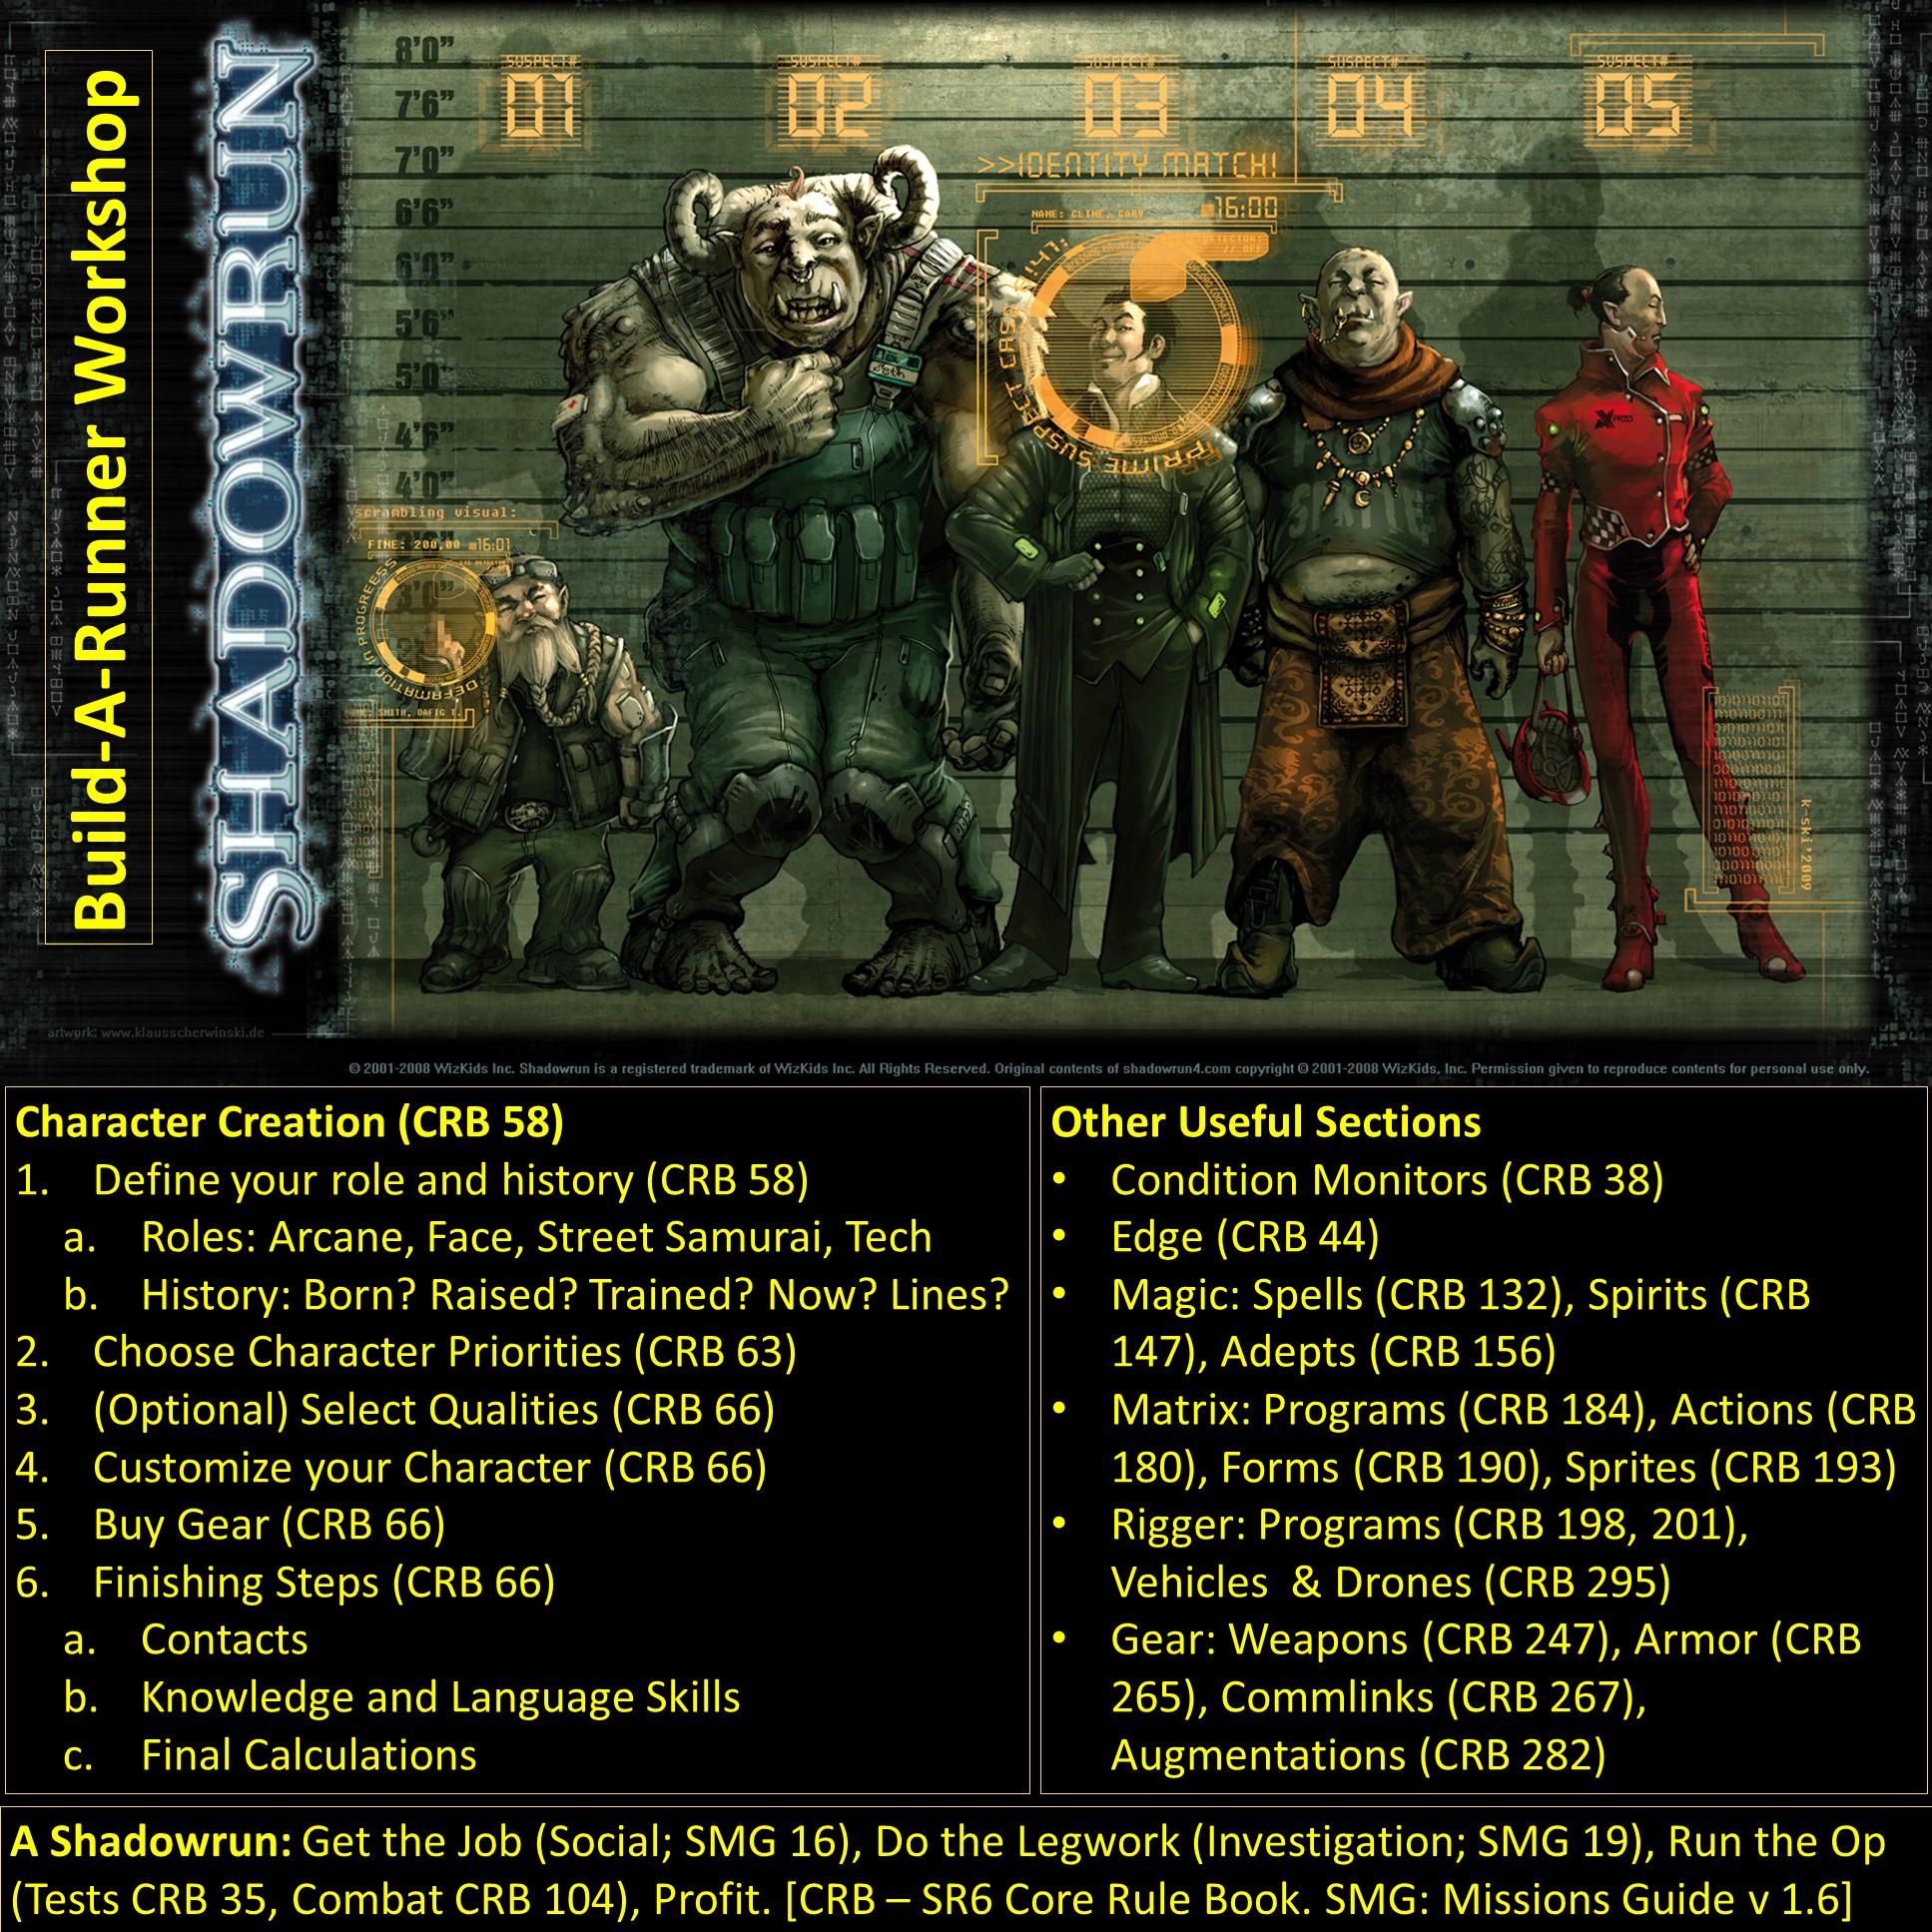 Build-A-Runner Workshop
SHADOWRUN
8'0"
7'6"
7'0"
6'6"
6'0"
5'6"
5'0"
4'6"
4'0"
SUSPECT#
01
SUSPECT#
02
SUSPECT#
03
SUSPECT#
04
SUSPECT#
05
>>IDENTITY MATCH!
NAME: CLINE, GARY
16:00
PRIME SUSPECT
scrambling visual:
FINE: 200,00 16:01
k-ski'2009
artwork: www.klausscherwinski.de
© 2001-2008 WizKids Inc. Shadowrun is a registered trademark of WizKids Inc. All Rights Reserved. Original contents of shadowrun4.com copyright © 2001-2008 WizKids, Inc. Permission given to reproduce contents for personal use only.
Character Creation (CRB 58)
1. Define your role and history (CRB 58)
a. Roles: Arcane, Face, Street Samurai, Tech
b. History: Born? Raised? Trained? Now? Lines?
2. Choose Character Priorities (CRB 63)
3. (Optional) Select Qualities (CRB 66)
4. Customize your Character (CRB 66)
5. Buy Gear (CRB 66)
6. Finishing Steps (CRB 66)
a. Contacts
b. Knowledge and Language Skills
c. Final Calculations
Other Useful Sections
• Condition Monitors (CRB 38)
• Edge (CRB 44)
• Magic: Spells (CRB 132), Spirits (CRB
147), Adepts (CRB 156)
• Matrix: Programs (CRB 184), Actions (CRB
180), Forms (CRB 190), Sprites (CRB 193)
• Rigger: Programs (CRB 198, 201),
Vehicles & Drones (CRB 295)
• Gear: Weapons (CRB 247), Armor (CRB
265), Commlinks (CRB 267),
Augmentations (CRB 282)
A Shadowrun: Get the Job (Social; SMG 16), Do the Legwork (Investigation; SMG 19), Run the Op
(Tests CRB 35, Combat CRB 104), Profit. [CRB – SR6 Core Rule Book. SMG: Missions Guide v 1.6]